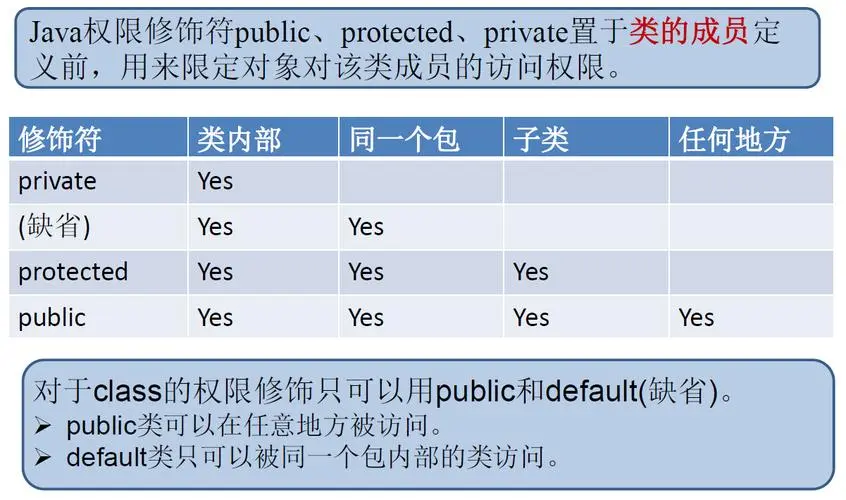 Java权限修饰符public、protected、private置于类的成员定
义前，用来限定对象对该类成员的访问权限。
修饰符 类内部 同一个包 子类 任何地方
private Yes
(缺省) Yes Yes
protected Yes Yes Yes
public Yes Yes Yes Yes
对于class的权限修饰只可以用public和default(缺省)。
➢ public类可以在任意地方被访问。
➢ default类只可以被同一个包内部的类访问。